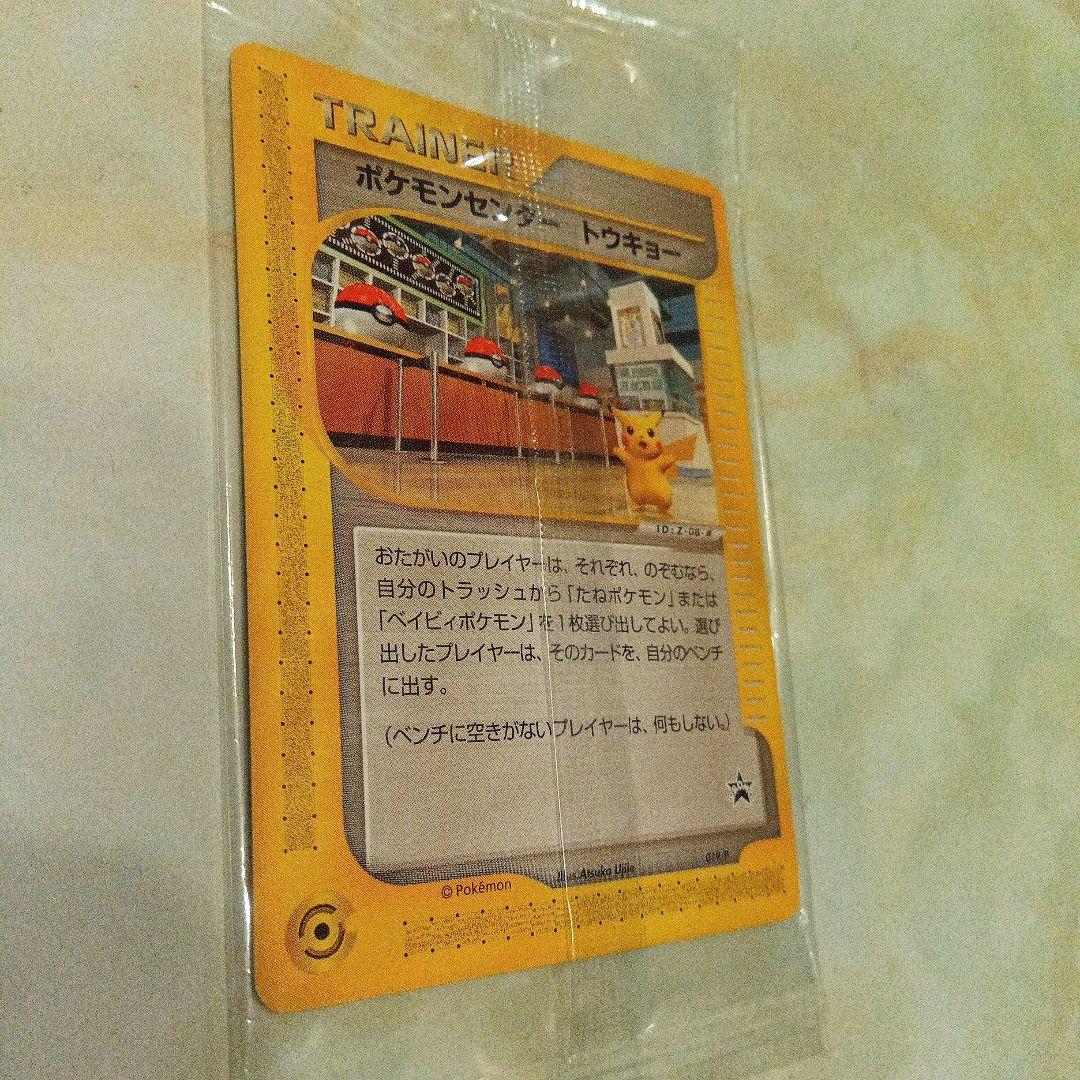 TRAINER
ポケモンセンター トウキョー
おたがいのプレイヤーは、それぞれ、のぞむなら、
自分のトラッシュから「たねポケモン」または
「ベイビィポケモン」を1枚選び出してよい。選び
出したプレイヤーは、そのカードを、自分のベンチ
に出す。
(ベンチに空きがないプレイヤーは、何もしない。)
Illus. Atsuko Ujiie
© Pokémon